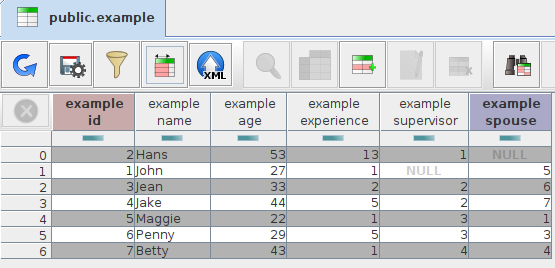 public.example
XML
example id example name example age example experience example supervisor example spouse
0 2 Hans 53 13 1 NULL
1 1 John 27 1 NULL 5
2 3 Jean 33 2 2 6
3 4 Jake 44 5 2 7
4 5 Maggie 22 1 3 1
5 6 Penny 29 5 3 3
6 7 Betty 43 1 4 4